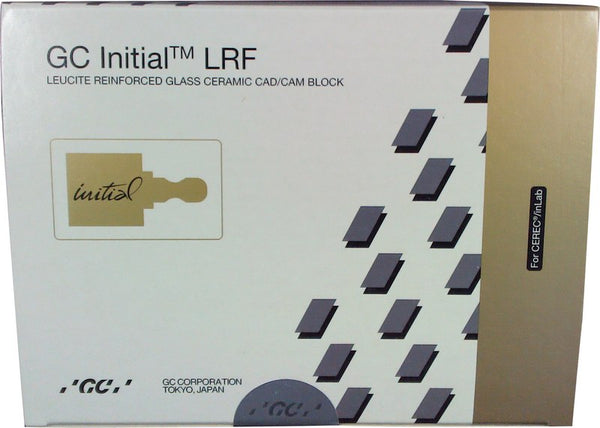 GC Initial™ LRF
LEUCITE REINFORCED GLASS CERAMIC CAD/CAM BLOCK
initial
For CEREC®/inLab
GC
GC CORPORATION
TOKYO, JAPAN
GC